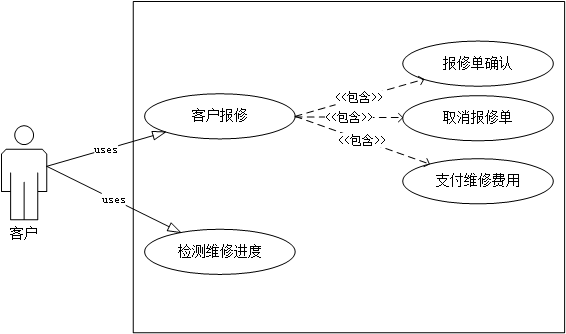 报修单确认
<<包含>>
客户报修
<<包含>>
取消报修单
<<包含>>
uses
支付维修费用
uses
客户
检测维修进度